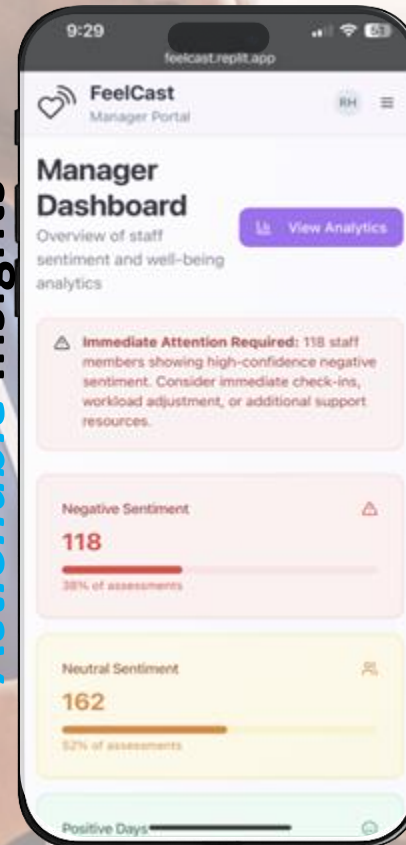 9:29
feelcast.replit.app
FeelCast
Manager Portal
RH
Manager
Dashboard
View Analytics
Overview of staff
sentiment and well-being
analytics
Immediate Attention Required: 118 staff
members showing high-confidence negative
sentiment. Consider immediate check-ins,
workload adjustment, or additional support
resources.
Negative Sentiment
118
38% of assessments
Neutral Sentiment
162
52% of assessments
Positive Days